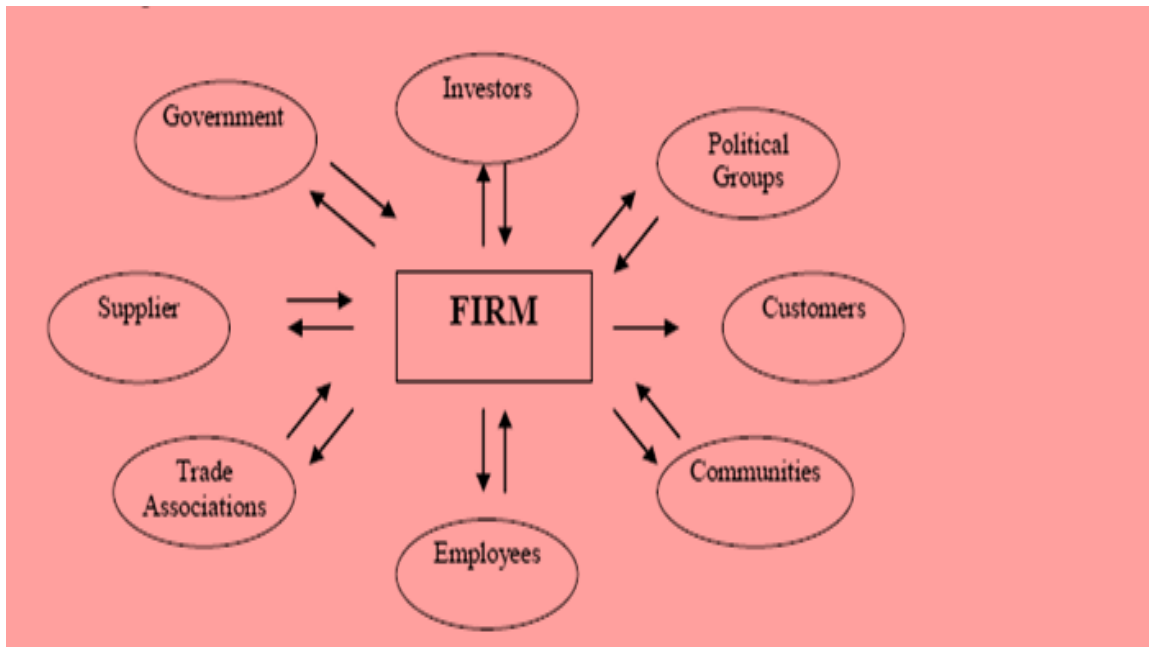 Investors
Government
Political
Groups
Supplier
FIRM
Customers
Trade
Associations
Communities
Employees